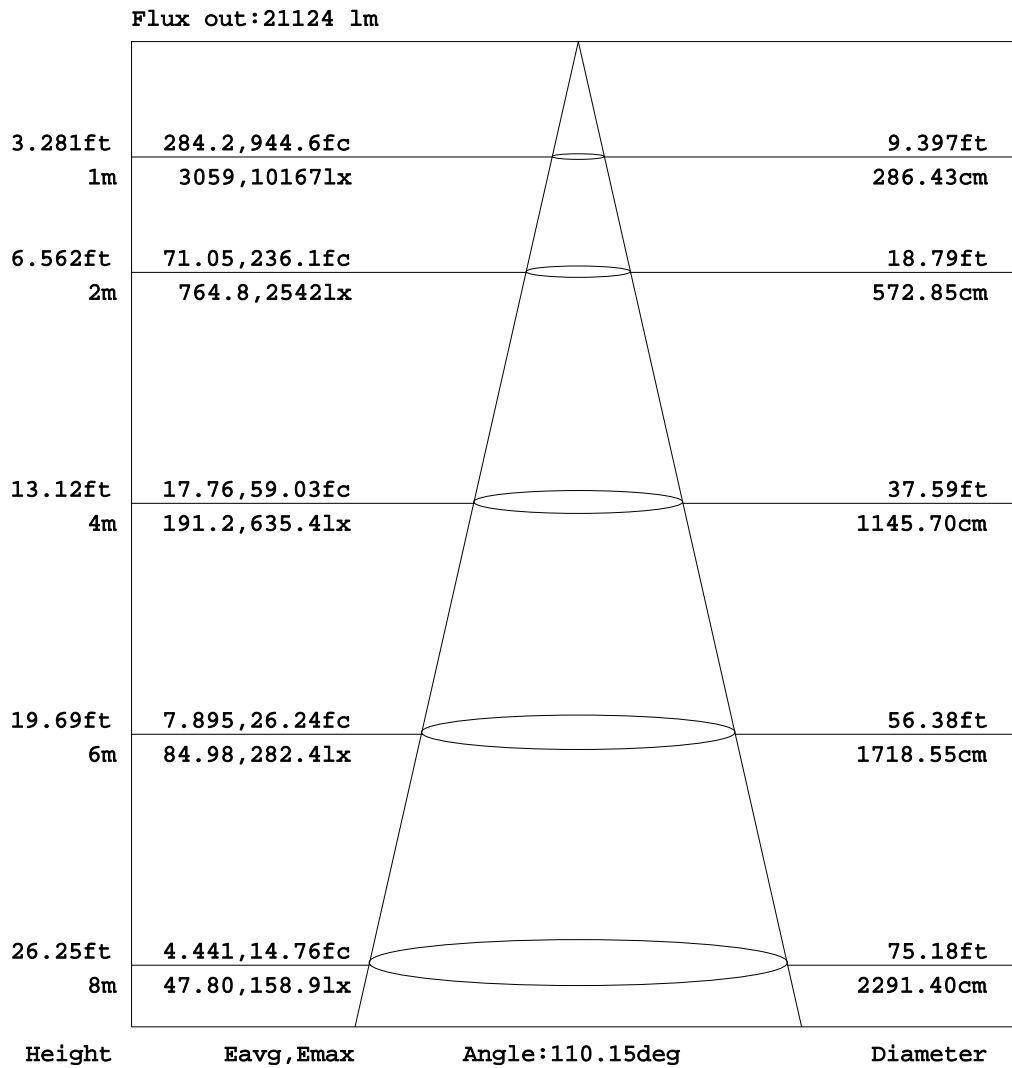 Flux out:21124 lm
3.281ft 284.2,944.6fc 9.397ft
1m 3059,10167lx 286.43cm
6.562ft 71.05,236.1fc 18.79ft
2m 764.8,2542lx 572.85cm
13.12ft 17.76,59.03fc 37.59ft
4m 191.2,635.4lx 1145.70cm
19.69ft 7.895,26.24fc 56.38ft
6m 84.98,282.4lx 1718.55cm
26.25ft 4.441,14.76fc 75.18ft
8m 47.80,158.9lx 2291.40cm
Height Eavg,Emax Angle:110.15deg Diameter